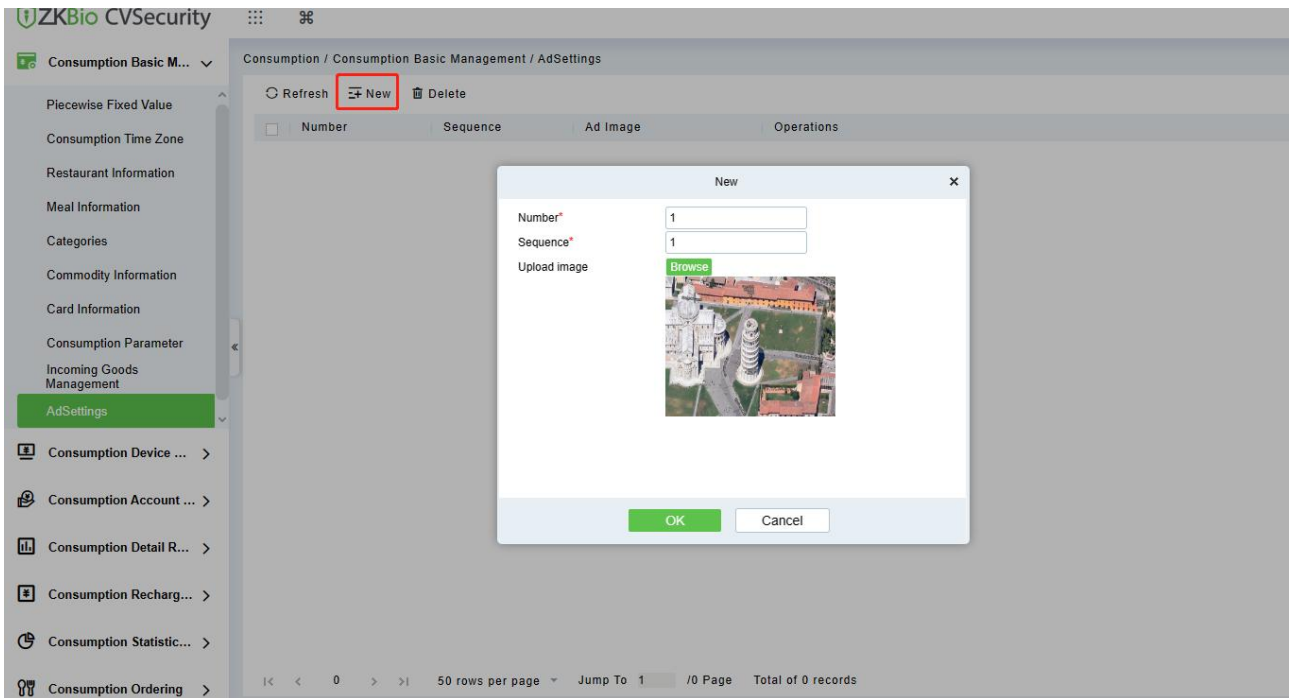 ZKBio CVSecurity
Consumption Basic M...
Consumption / Consumption Basic Management / AdSettings
Piecewise Fixed Value
Consumption Time Zone
Restaurant Information
Meal Information
Categories
Commodity Information
Card Information
Consumption Parameter
Incoming Goods
Management
AdSettings
Consumption Device ...
Consumption Account ...
Consumption Detail R...
Consumption Recharg...
Consumption Statistic...
Consumption Ordering
Refresh New Delete
Number Sequence Ad Image Operations
New
Number* 1
Sequence* 1
Upload image Browse
OK Cancel
0 50 rows per page Jump To 1 /0 Page Total of 0 records